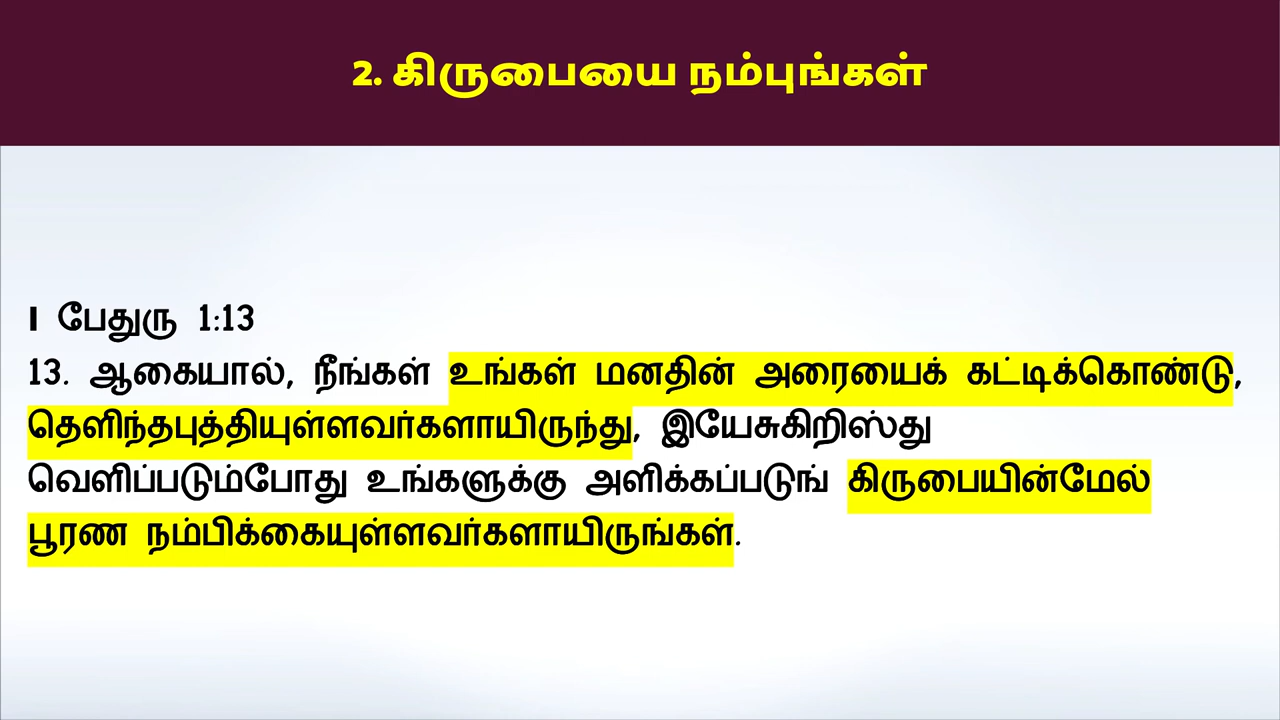 2. கிருபையை நம்புங்கள்
I பேதுரு 1:13
13. ஆகையால், நீங்கள் உங்கள் மனதின் அரையைக் கட்டிக்கொண்டு,
தெளிந்தபுத்தியுள்ளவர்களாயிருந்து, இயேசுகிறிஸ்து
வெளிப்படும்போது உங்களுக்கு அளிக்கப்படுங் கிருபையின்மேல்
பூரண நம்பிக்கையுள்ளவர்களாயிருங்கள்.